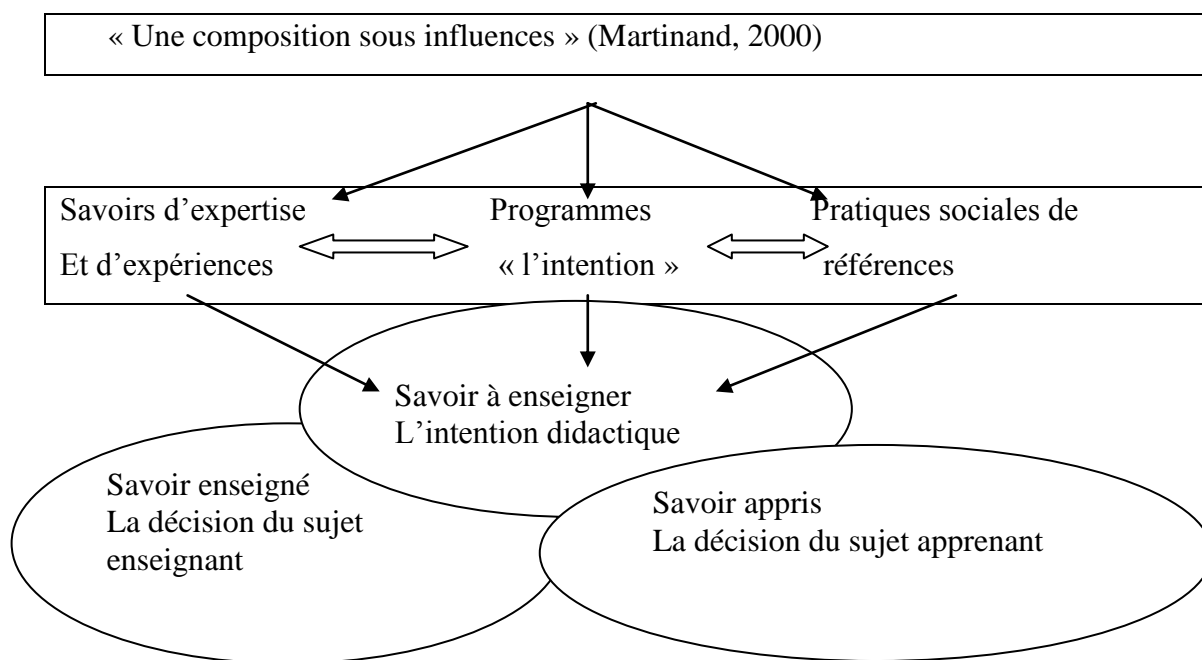 « Une composition sous influences » (Martinand, 2000)
Savoirs d'expertise
Et d'expériences
Programmes
« l'intention »
Pratiques sociales de
références
Savoir à enseigner
L'intention didactique
Savoir enseigné
La décision du sujet
enseignant
Savoir appris
La décision du sujet apprenant